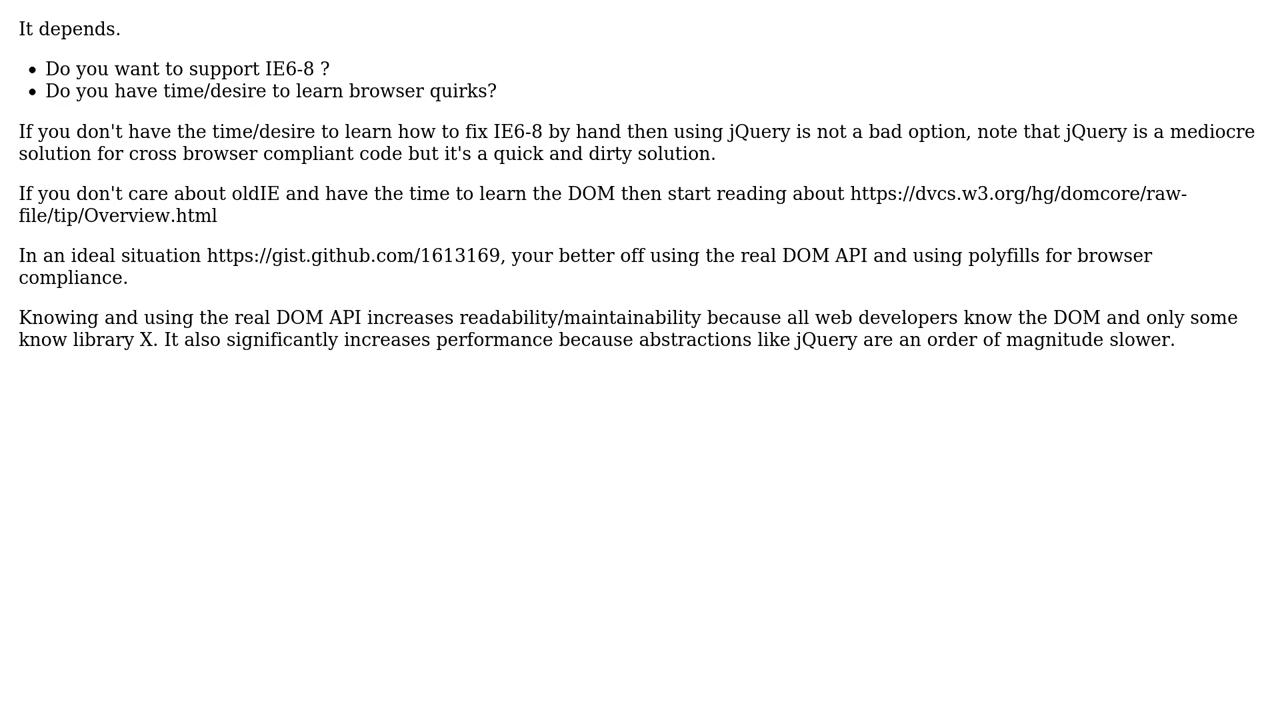 It depends.
• Do you want to support IE6-8 ?
• Do you have time/desire to learn browser quirks?
If you don't have the time/desire to learn how to fix IE6-8 by hand then using jQuery is not a bad option, note that jQuery is a mediocre
solution for cross browser compliant code but it's a quick and dirty solution.
If you don't care about oldIE and have the time to learn the DOM then start reading about https://dvcs.w3.org/hg/domcore/raw-
file/tip/Overview.html
In an ideal situation https://gist.github.com/1613169, your better off using the real DOM API and using polyfills for browser
compliance.
Knowing and using the real DOM API increases readability/maintainability because all web developers know the DOM and only some
know library X. It also significantly increases performance because abstractions like jQuery are an order of magnitude slower.